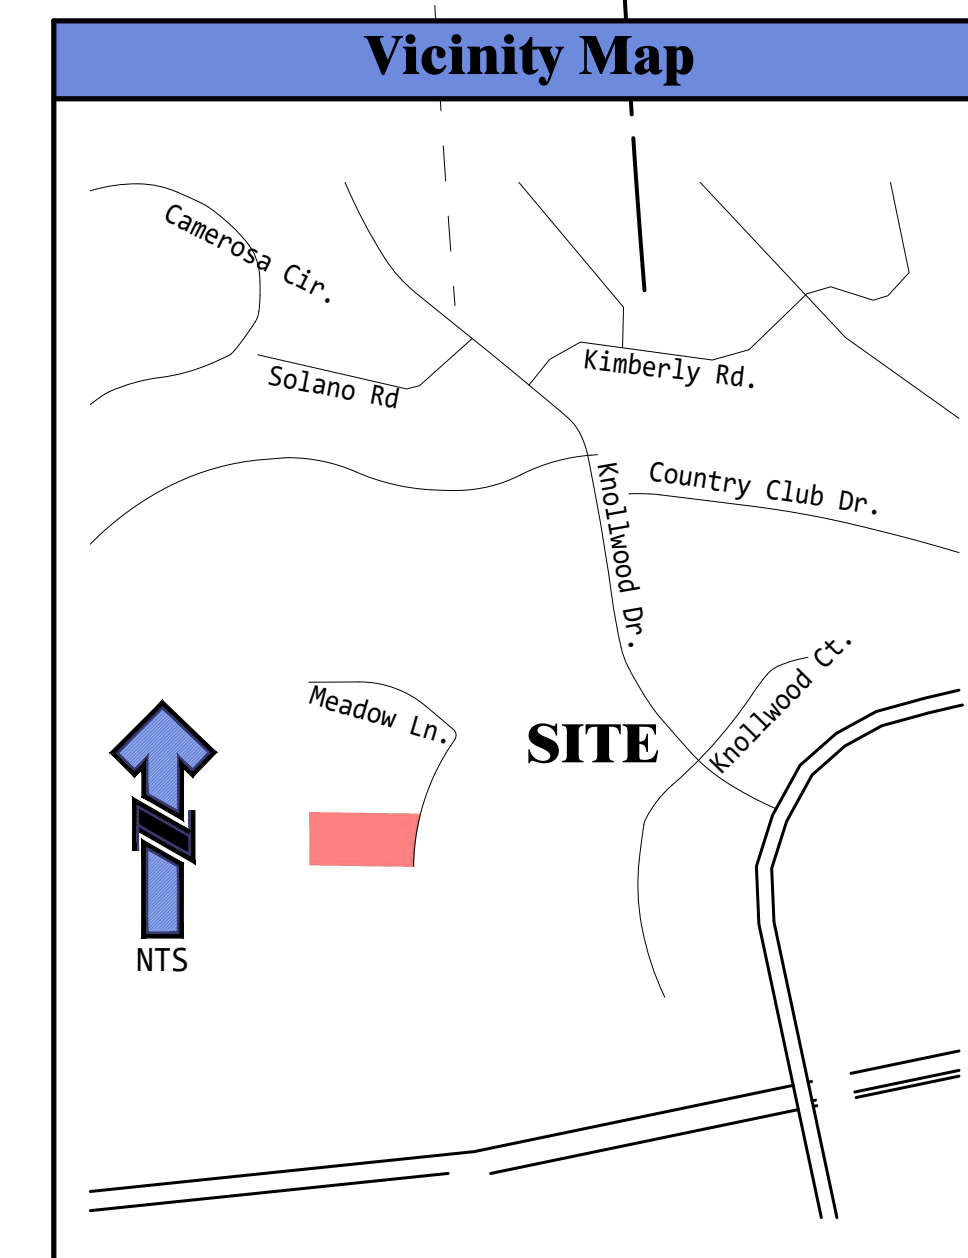 Vicinity Map
Camerosa Cir.
Solano Rd
Kimberly Rd.
Country Club Dr.
Knollwood Dr.
Knollwood Ct.
Meadow Ln.
SITE
NTS